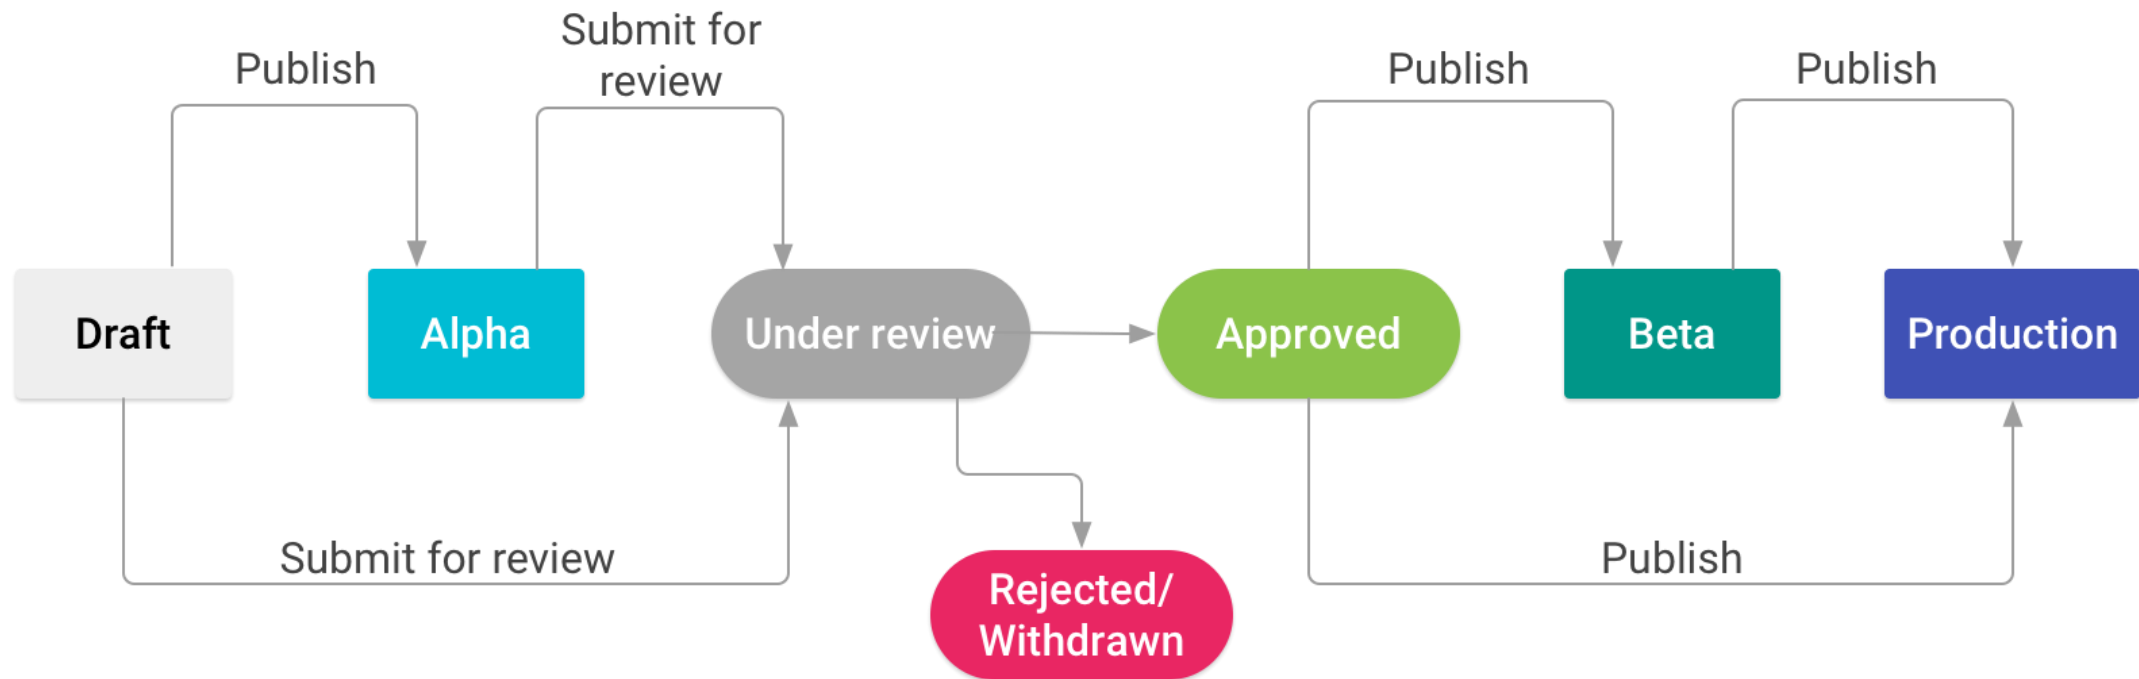 Publish
Submit for
review
Publish
Publish
Draft
Alpha
Under review
Approved
Beta
Production
Submit for review
Publish
Rejected/
Withdrawn